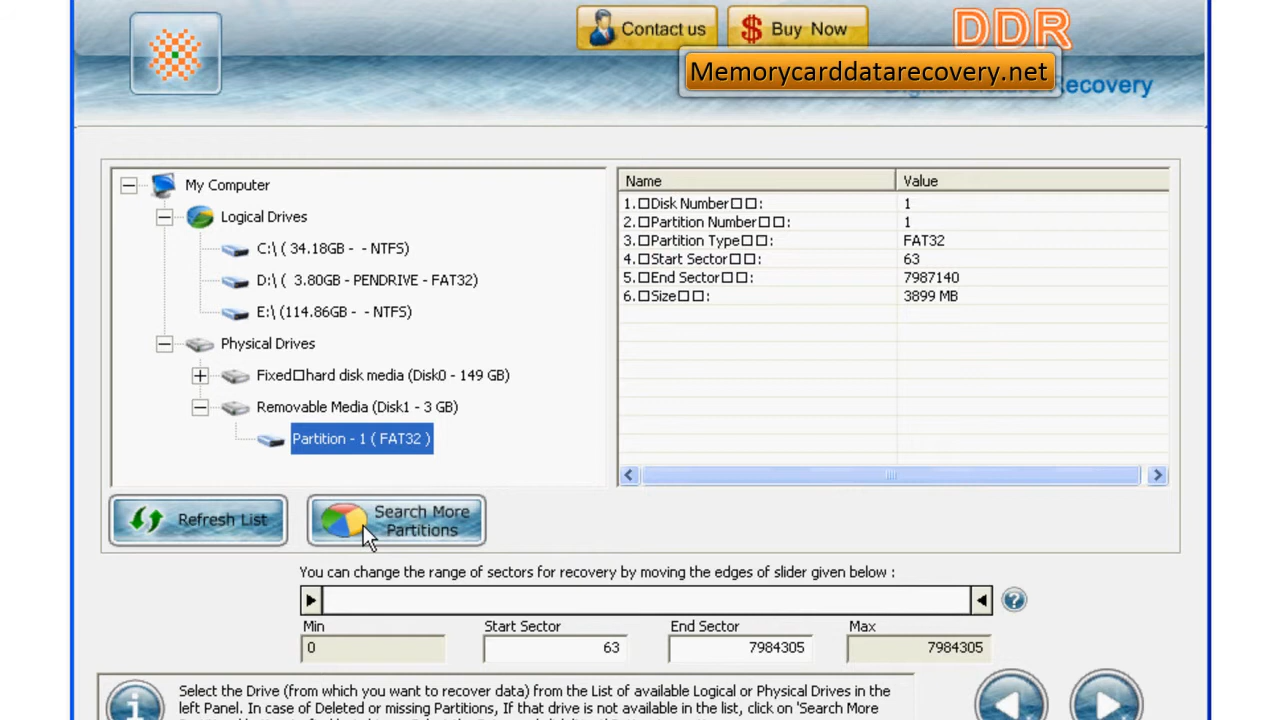 Contact us
Buy Now
DDR
Memorycarddatarecovery.net
Recovery
My Computer
Logical Drives
C:\ ( 34.18GB - - NTFS)
D:\ ( 3.80GB - PENDRIVE - FAT32)
E:\ (114.86GB - - NTFS)
Physical Drives
Fixed□hard disk media (Disk0 - 149 GB)
Removable Media (Disk1 - 3 GB)
Partition - 1 ( FAT32 )
Name Value
1.□Disk Number□□: 1
2.□Partition Number□□: 1
3.□Partition Type□□: FAT32
4.□Start Sector□□: 63
5.□End Sector□□: 7987140
6.□Size□□: 3899 MB
Refresh List
Search More
Partitions
You can change the range of sectors for recovery by moving the edges of slider given below :
Min Start Sector End Sector Max
0 63 7984305 7984305
Select the Drive (from which you want to recover data) from the List of available Logical or Physical Drives in the
left Panel. In case of Deleted or missing Partitions, If that drive is not available in the list, click on 'Search More